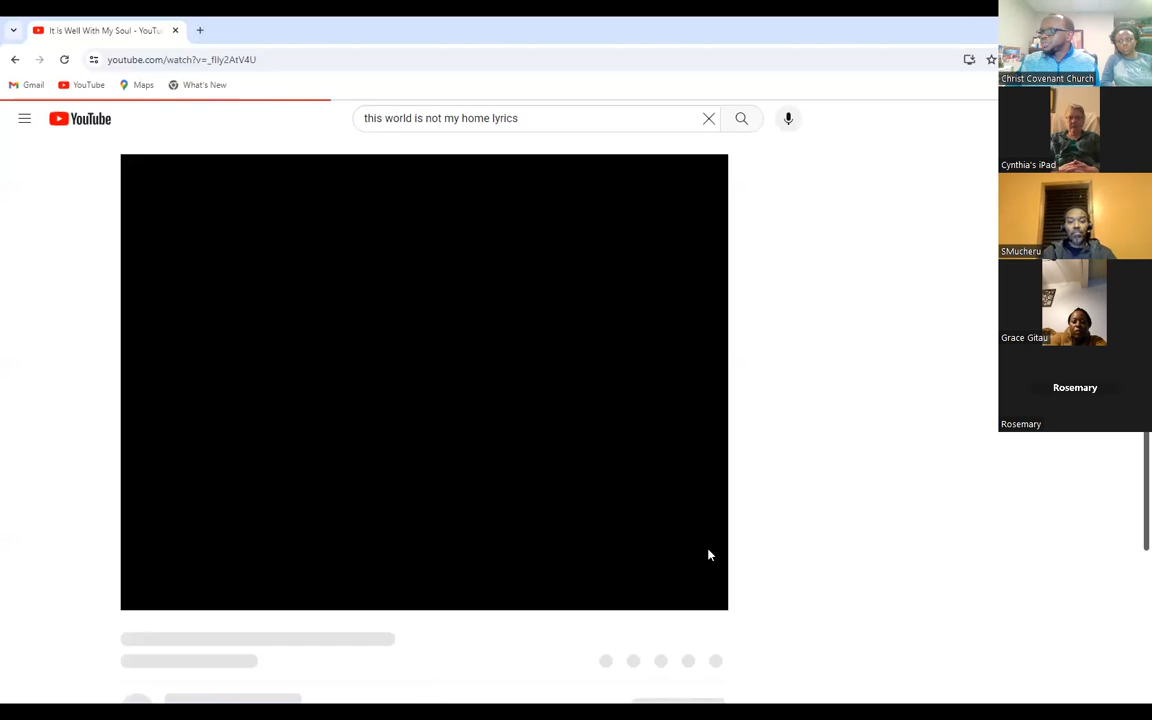 It is Well With My Soul - YouTu
youtube.com/watch?v=_fIly2AtV4U
Gmail
YouTube
Maps
What's New
YouTube
this world is not my home lyrics
Christ Covenant Church
Cynthia's iPad
SMucheru
Grace Gitau
Rosemary
Rosemary